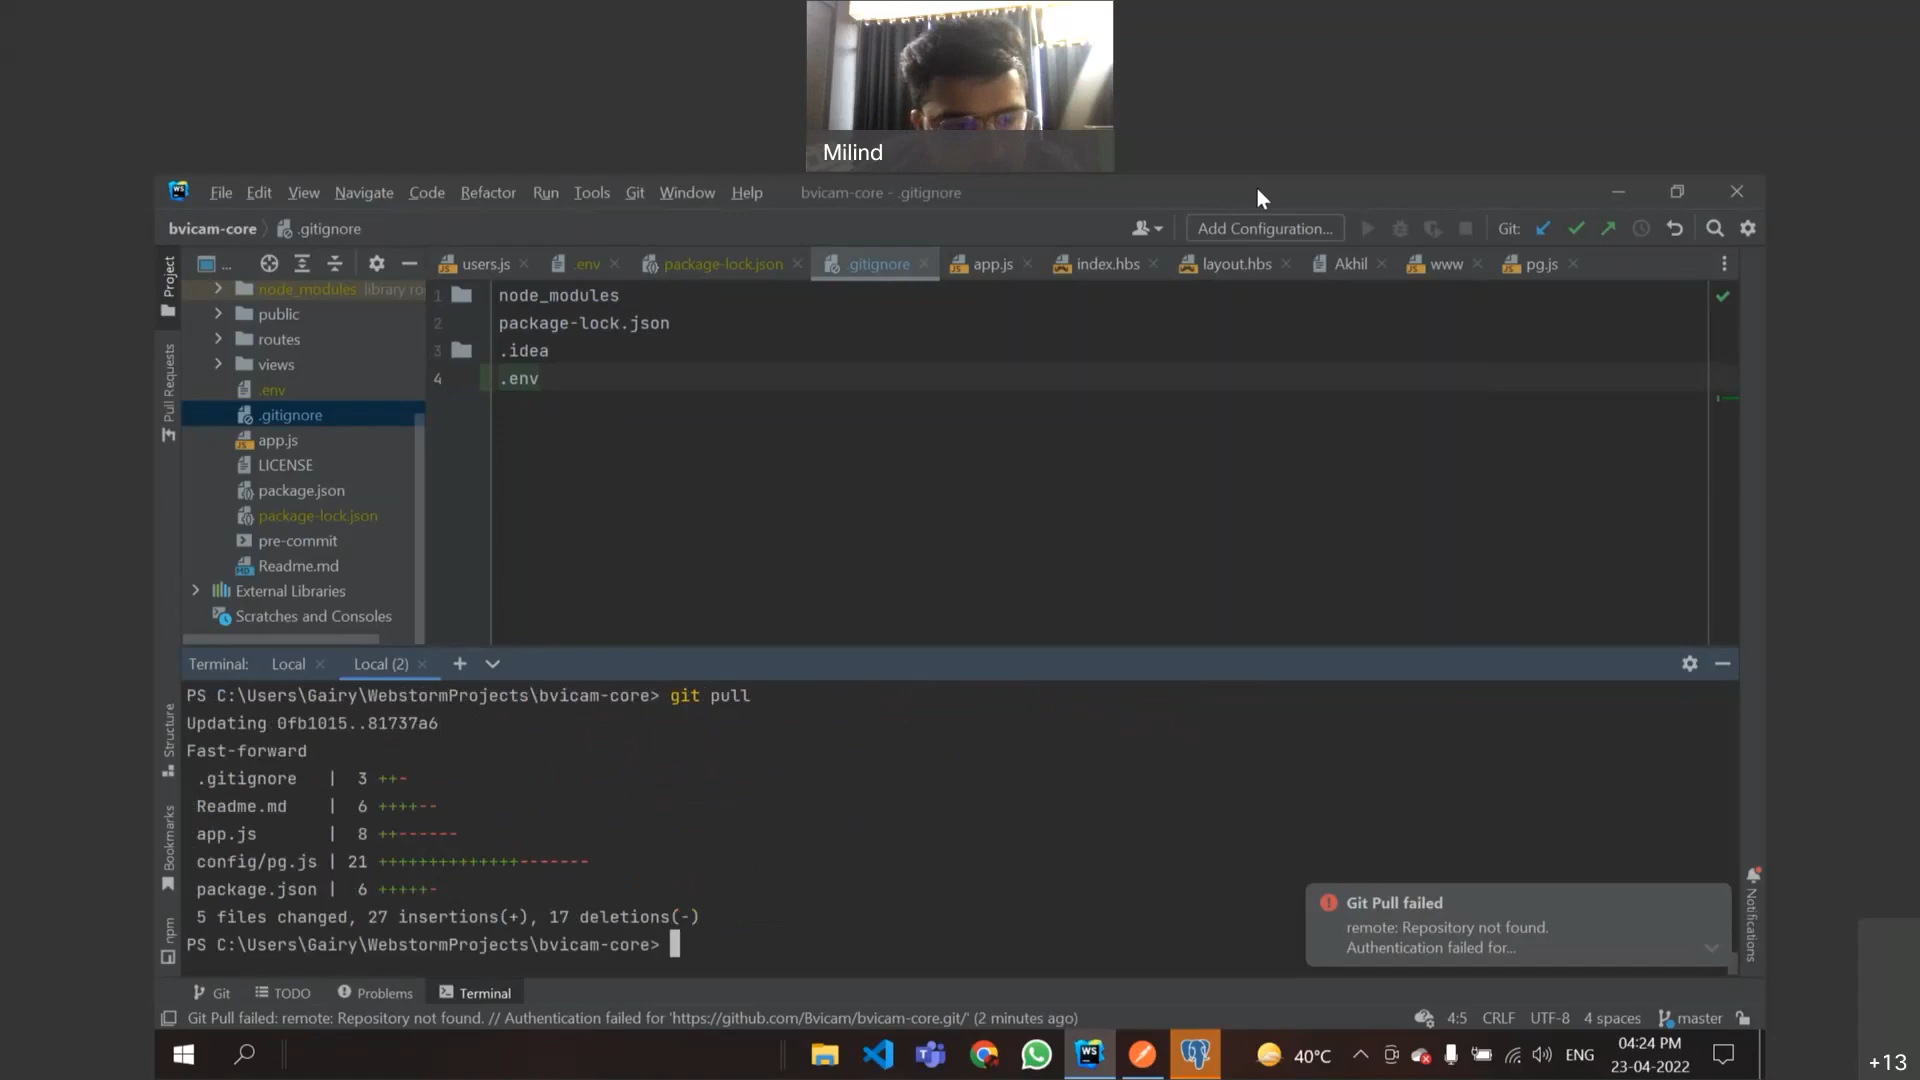 Milind
File Edit View Navigate Code Refactor Run Tools Git Window Help bvicam-core - .gitignore
bvicam-core .gitignore Add Configuration... Git:
... users.js .env package-lock.json .gitignore app.js index.hbs layout.hbs Akhil www pg.js
Project
Pull Requests
node_modules library ro
public
routes
views
.env
.gitignore
app.js
LICENSE
package.json
package-lock.json
pre-commit
Readme.md
External Libraries
Scratches and Consoles
1 node_modules
2 package-lock.json
3 .idea
4 .env
Terminal: Local Local (2)
Structure
Bookmarks
npm
PS C:\Users\Gairy\WebstormProjects\bvicam-core> git pull
Updating 0fb1015..81737a6
Fast-forward
.gitignore | 3 ++-
Readme.md | 6 ++++--
app.js | 8 ++------
config/pg.js | 21 ++++++++++++++-------
package.json | 6 +++++-
5 files changed, 27 insertions(+), 17 deletions(-)
PS C:\Users\Gairy\WebstormProjects\bvicam-core>
Git Pull failed
remote: Repository not found.
Authentication failed for...
Notifications
Git TODO Problems Terminal
Git Pull failed: remote: Repository not found. // Authentication failed for 'https://github.com/Bvicam/bvicam-core.git/' (2 minutes ago) 4:5 CRLF UTF-8 4 spaces master
40°C ENG 04:24 PM
23-04-2022
+13